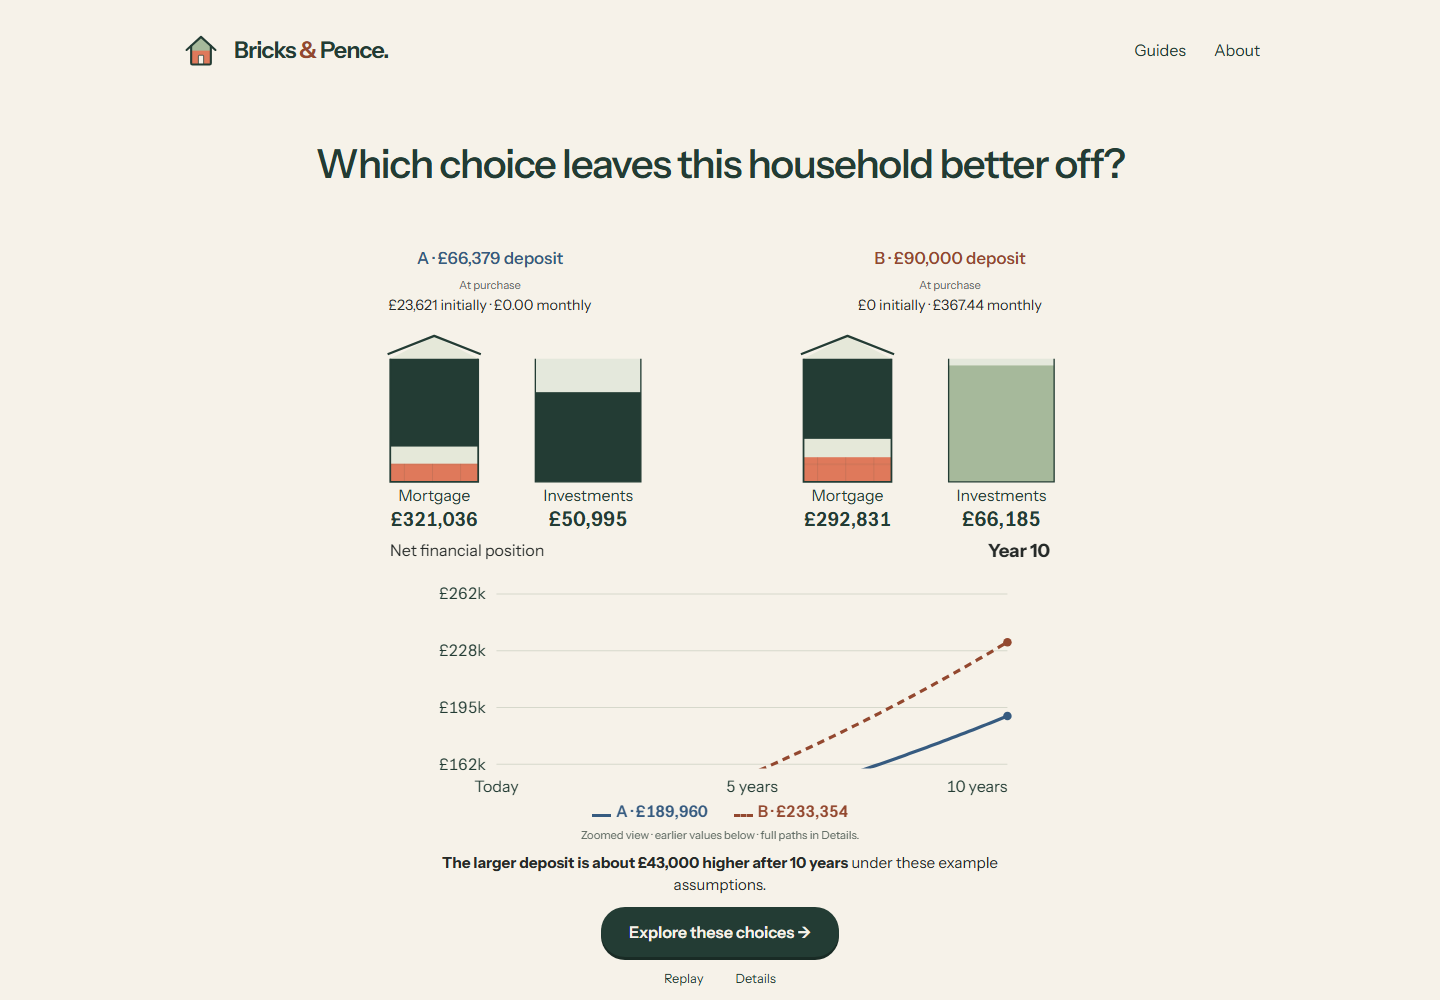 Bricks & Pence.
Guides About
Which choice leaves this household better off?
A · £66,379 deposit
At purchase
£23,621 initially · £0.00 monthly
Mortgage
£321,036
Investments
£50,995
B · £90,000 deposit
At purchase
£0 initially · £367.44 monthly
Mortgage
£292,831
Investments
£66,185
Net financial position
Year 10
£262k
£228k
£195k
£162k
Today 5 years 10 years
A · £189,960 B · £233,354
Zoomed view · earlier values below · full paths in Details.
The larger deposit is about £43,000 higher after 10 years under these example
assumptions.
Explore these choices →
Replay Details